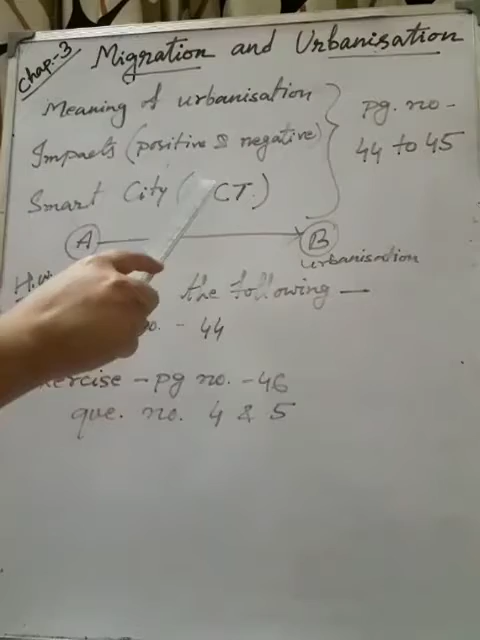 Chap:-3
Migration and Urbanisation
Meaning of urbanisation
Impacts (positive & negative)
Smart City ( CT.)
pg. no -
44 to 45
A B
urbanisation
H.W
the following —
no. - 44
exercise - pg no. - 46
que. no. 4 & 5